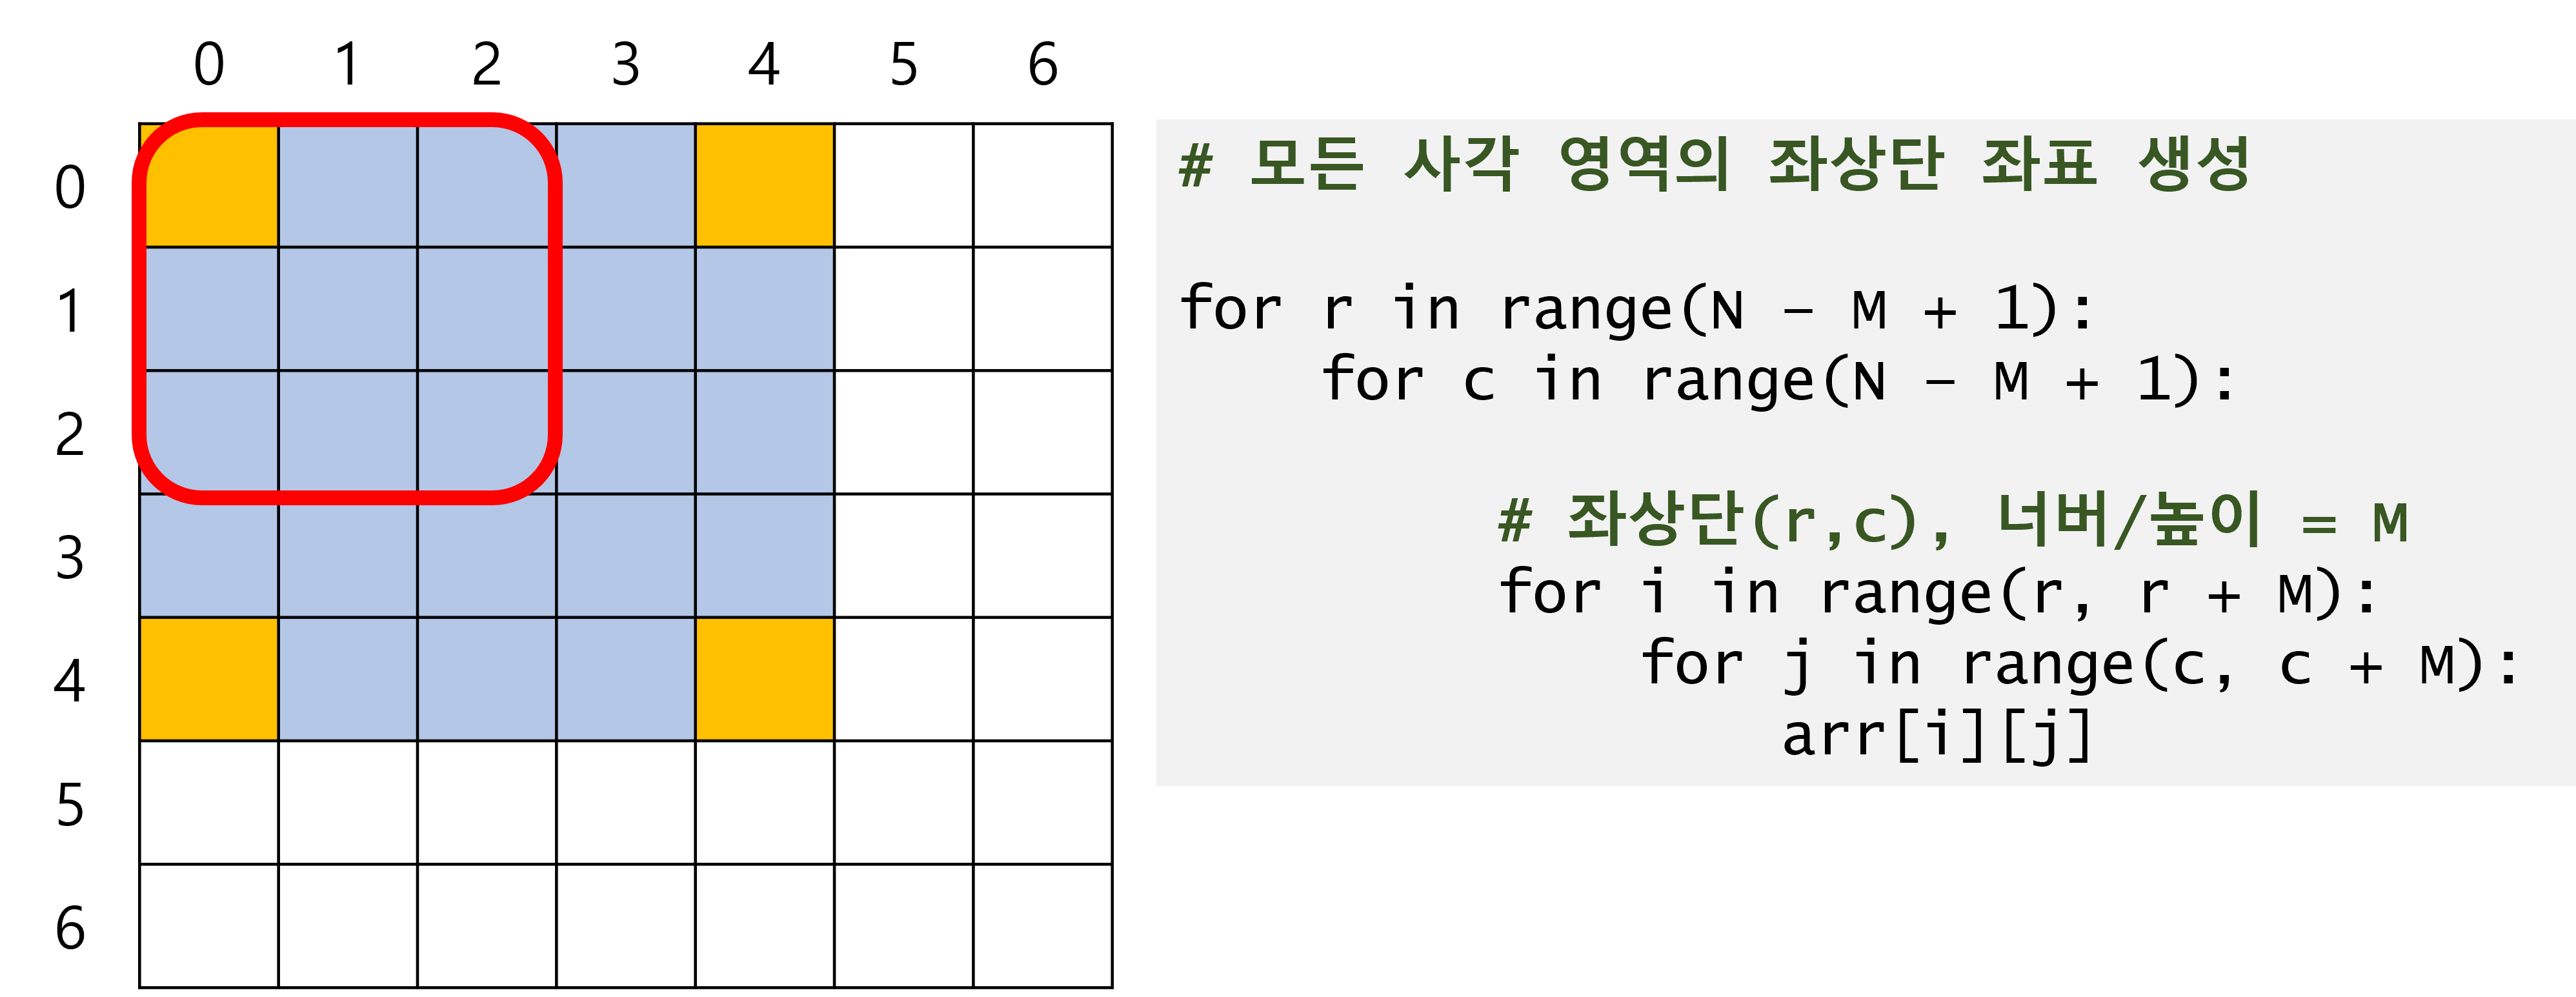 0 1 2 3 4 5 6
0
1
2
3
4
5
6
# 모든 사각 영역의 좌상단 좌표 생성
for r in range(N - M + 1):
    for c in range(N - M + 1):
        # 좌상단(r,c), 너버/높이 = M
        for i in range(r, r + M):
            for j in range(c, c + M):
                arr[i][j]